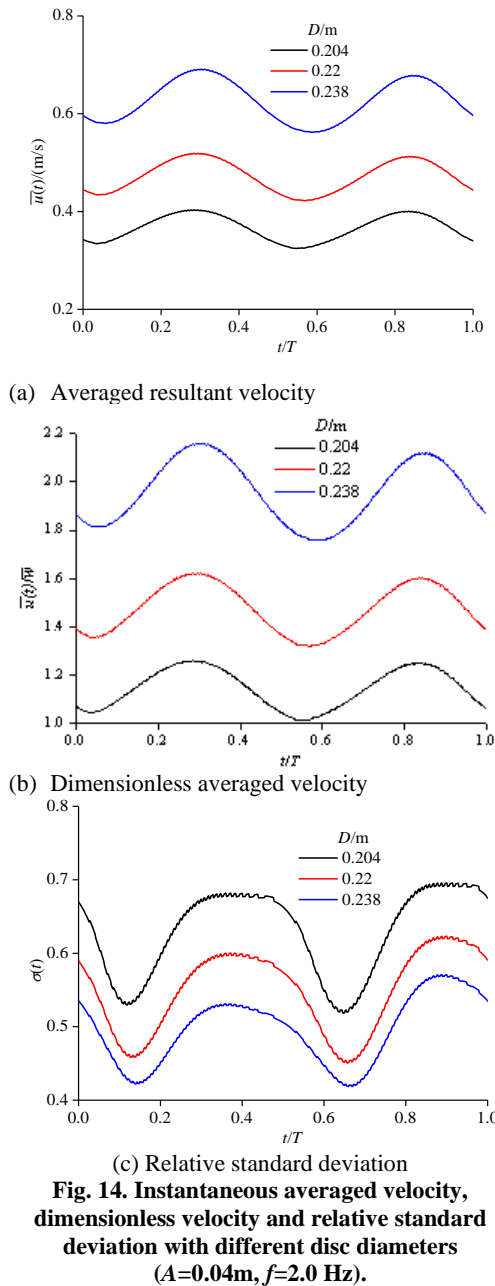 0.8
D/m
0.204
0.22
0.238
0.6
0.4
0.2
u̅(t)/(m/s)
0.0 0.2 0.4 0.6 0.8 1.0
t/T
(a) Averaged resultant velocity
2.2
D/m
0.204
0.22
0.238
2.0
1.8
1.6
1.4
1.2
1.0
u̅(t)/w̅
0.0 0.2 0.4 0.6 0.8 1.0
t/T
(b) Dimensionless averaged velocity
0.8
D/m
0.204
0.22
0.238
0.7
0.6
0.5
0.4
σ(t)
0.0 0.2 0.4 0.6 0.8 1.0
t/T
(c) Relative standard deviation
Fig. 14. Instantaneous averaged velocity,
dimensionless velocity and relative standard
deviation with different disc diameters
(A=0.04m, f=2.0 Hz).